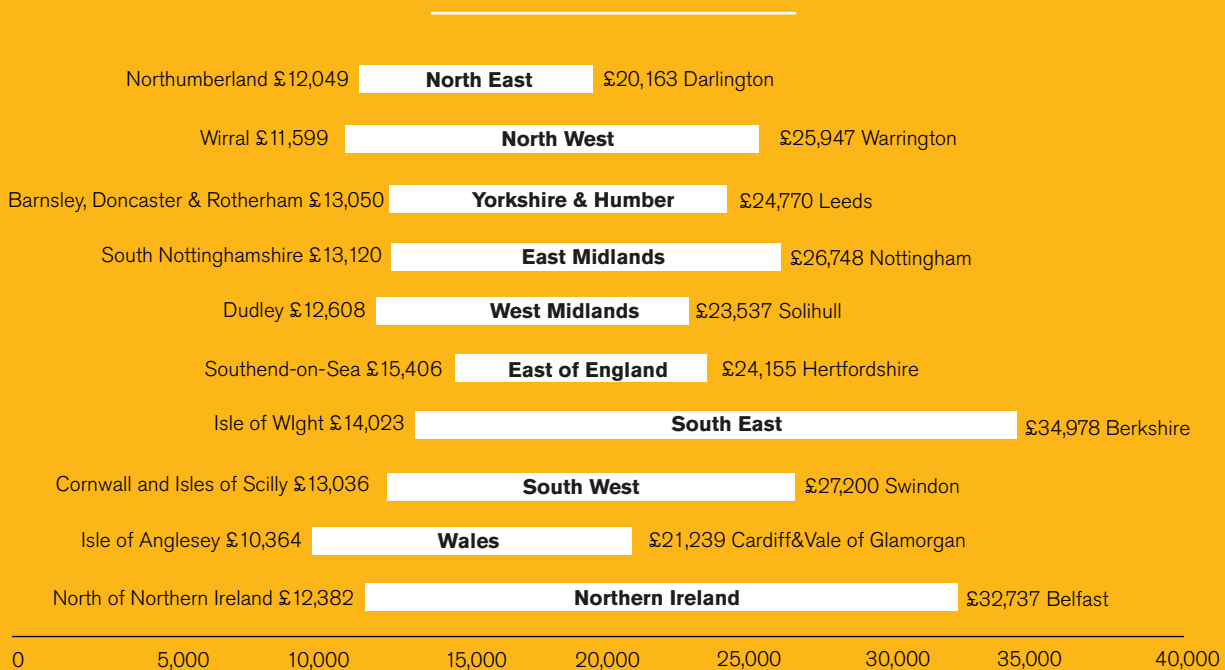 Northumberland £12,049 North East £20,163 Darlington
Wirral £11,599 North West £25,947 Warrington
Barnsley, Doncaster & Rotherham £13,050 Yorkshire & Humber £24,770 Leeds
South Nottinghamshire £13,120 East Midlands £26,748 Nottingham
Dudley £12,608 West Midlands £23,537 Solihull
Southend-on-Sea £15,406 East of England £24,155 Hertfordshire
Isle of WIght £14,023 South East £34,978 Berkshire
Cornwall and Isles of Scilly £13,036 South West £27,200 Swindon
Isle of Anglesey £10,364 Wales £21,239 Cardiff&Vale of Glamorgan
North of Northern Ireland £12,382 Northern Ireland £32,737 Belfast
0 5,000 10,000 15,000 20,000 25,000 30,000 35,000 40,000